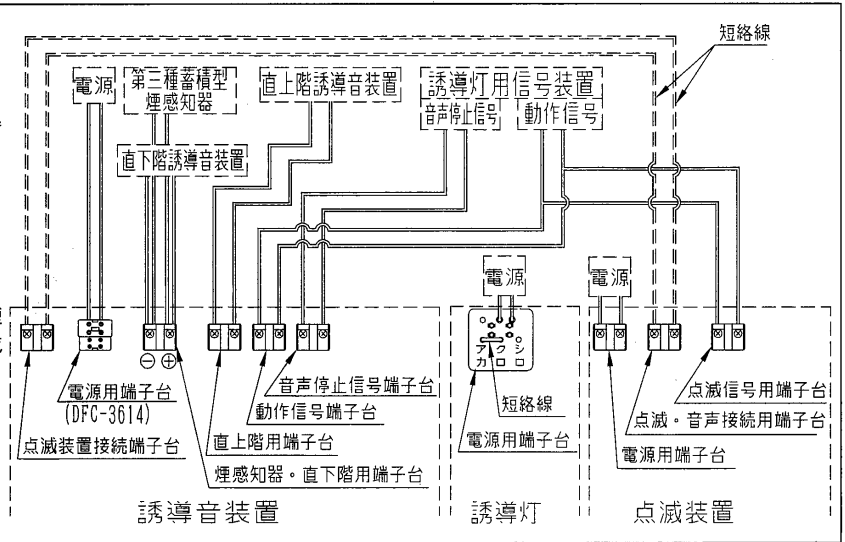 短絡線
電源
第三種蓄積型
煙感知器
直上階誘導音装置
誘導灯用信号装置
音声停止信号
動作信号
直下階誘導音装置
電源
電源
⊖ ⊕
アクシ
カロロ
電源用端子台
(DFC-3614)
点滅装置接続端子台
音声停止信号端子台
動作信号端子台
直上階用端子台
煙感知器。直下階用端子台
短絡線
電源用端子台
点滅信号用端子台
点滅。音声接続用端子台
電源用端子台
誘導音装置
誘導灯
点滅装置